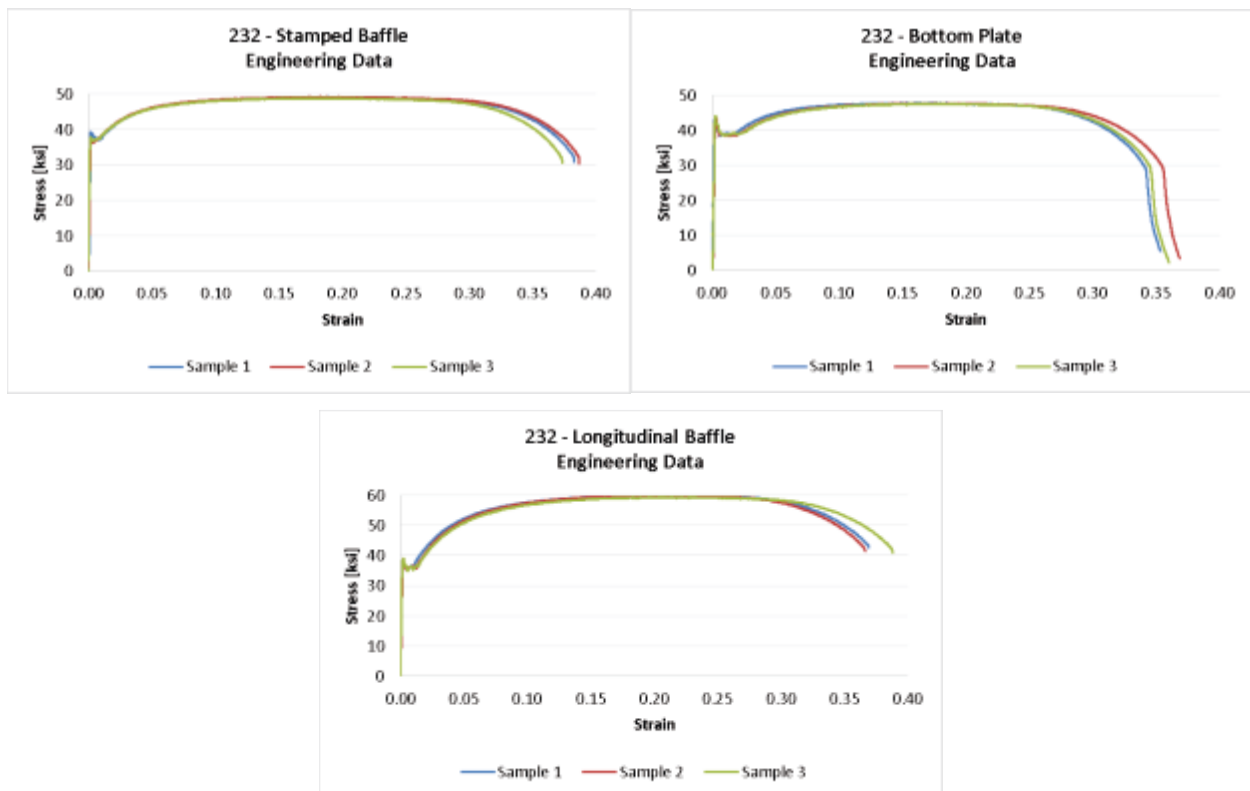 232 - Stamped Baffle
Engineering Data
Stress [ksi]
50
40
30
20
10
0
0.00 0.05 0.10 0.15 0.20 0.25 0.30 0.35 0.40
Strain
Sample 1 Sample 2 Sample 3
232 - Bottom Plate
Engineering Data
Stress [ksi]
50
40
30
20
10
0
0.00 0.05 0.10 0.15 0.20 0.25 0.30 0.35 0.40
Strain
Sample 1 Sample 2 Sample 3
232 - Longitudinal Baffle
Engineering Data
Stress [ksi]
60
50
40
30
20
10
0
0.00 0.05 0.10 0.15 0.20 0.25 0.30 0.35 0.40
Strain
Sample 1 Sample 2 Sample 3